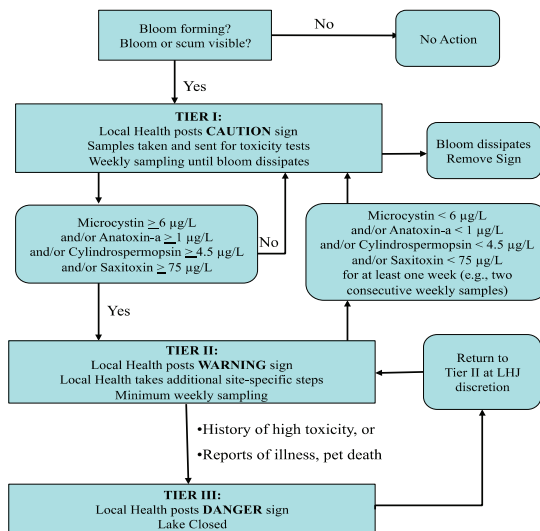 Bloom forming?
Bloom or scum visible?
No
No Action
Yes
TIER I:
Local Health posts CAUTION sign
Samples taken and sent for toxicity tests
Weekly sampling until bloom dissipates
Bloom dissipates
Remove Sign
Microcystin ≥ 6 µg/L
and/or Anatoxin-a ≥ 1 µg/L
and/or Cylindrospermopsin ≥ 4.5 µg/L
and/or Saxitoxin ≥ 75 µg/L
No
Microcystin < 6 µg/L
and/or Anatoxin-a < 1 µg/L
and/or Cylindrospermopsin < 4.5 µg/L
and/or Saxitoxin < 75 µg/L
for at least one week (e.g., two
consecutive weekly samples)
Yes
TIER II:
Local Health posts WARNING sign
Local Health takes additional site-specific steps
Minimum weekly sampling
Return to
Tier II at LHJ
discretion
•History of high toxicity, or
•Reports of illness, pet death
TIER III:
Local Health posts DANGER sign
Lake Closed